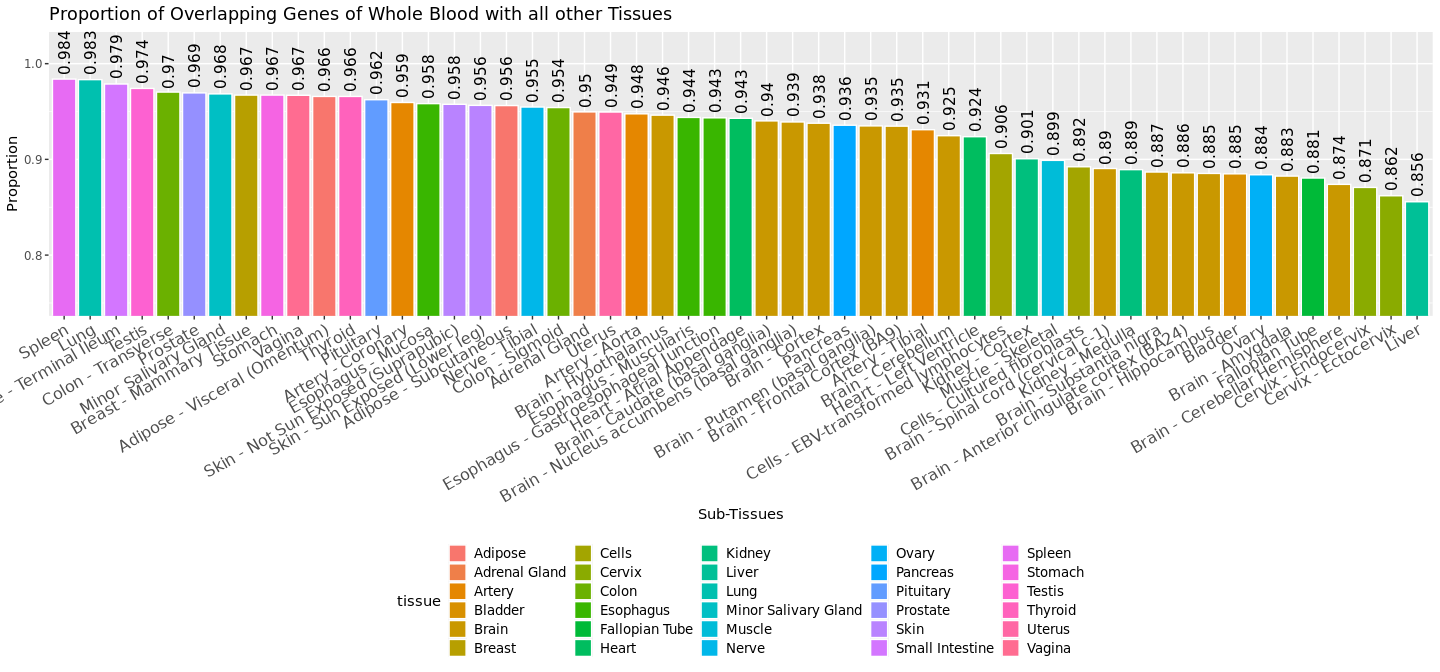 Proportion of Overlapping Genes of Whole Blood with all other Tissues
0.984
0.983
0.979
0.974
0.97
0.969
0.968
0.967
0.967
0.967
0.966
0.966
0.962
0.959
0.958
0.958
0.956
0.956
0.955
0.954
0.95
0.949
0.948
0.946
0.944
0.943
0.943
0.94
0.939
0.938
0.936
0.935
0.935
0.931
0.925
0.924
0.906
0.901
0.899
0.892
0.89
0.889
0.887
0.886
0.885
0.885
0.884
0.883
0.881
0.874
0.871
0.862
0.856
Proportion
1.0
0.9
0.8
Spleen
Lung
- Terminal Ileum
Testis
Colon - Transverse
Prostate
Minor Salivary Gland
Breast - Mammary Tissue
Stomach
Vagina
Adipose - Visceral (Omentum)
Thyroid
Pituitary
Artery - Coronary
Esophagus - Mucosa
Skin - Not Sun Exposed (Suprapubic)
Skin - Sun Exposed (Lower leg)
Adipose - Subcutaneous
Nerve - Tibial
Colon - Sigmoid
Adrenal Gland
Uterus
Artery - Aorta
Brain - Hypothalamus
Esophagus - Muscularis
Esophagus - Gastroesophageal Junction
Heart - Atrial Appendage
Brain - Caudate (basal ganglia)
Brain - Nucleus accumbens (basal ganglia)
Brain - Cortex
Pancreas
Brain - Putamen (basal ganglia)
Brain - Frontal Cortex (BA9)
Artery - Tibial
Brain - Cerebellum
Heart - Left Ventricle
Cells - EBV-transformed lymphocytes
Kidney - Cortex
Muscle - Skeletal
Cells - Cultured fibroblasts
Brain - Spinal cord (cervical c-1)
Kidney - Medulla
Brain - Substantia nigra
Brain - Anterior cingulate cortex (BA24)
Brain - Hippocampus
Bladder
Ovary
Brain - Amygdala
Fallopian Tube
Brain - Cerebellar Hemisphere
Cervix - Endocervix
Cervix - Ectocervix
Liver
Sub-Tissues
tissue
Adipose
Adrenal Gland
Artery
Bladder
Brain
Breast
Cells
Cervix
Colon
Esophagus
Fallopian Tube
Heart
Kidney
Liver
Lung
Minor Salivary Gland
Muscle
Nerve
Ovary
Pancreas
Pituitary
Prostate
Skin
Small Intestine
Spleen
Stomach
Testis
Thyroid
Uterus
Vagina